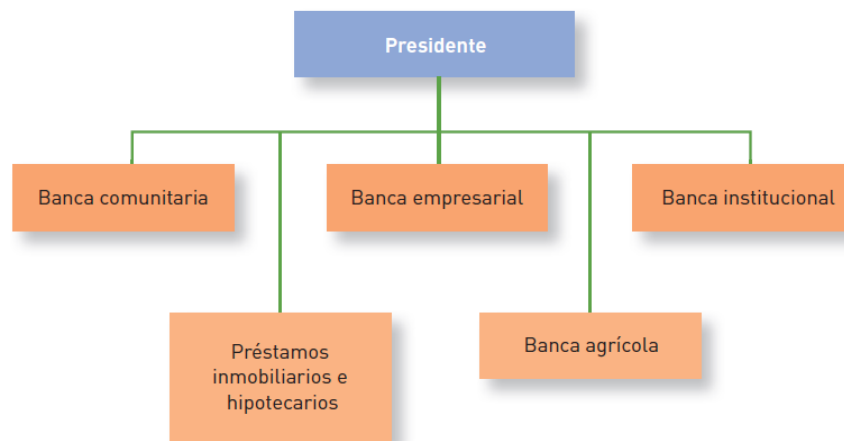 Presidente
Banca comunitaria
Banca empresarial
Banca institucional
Préstamos
inmobiliarios e
hipotecarios
Banca agrícola